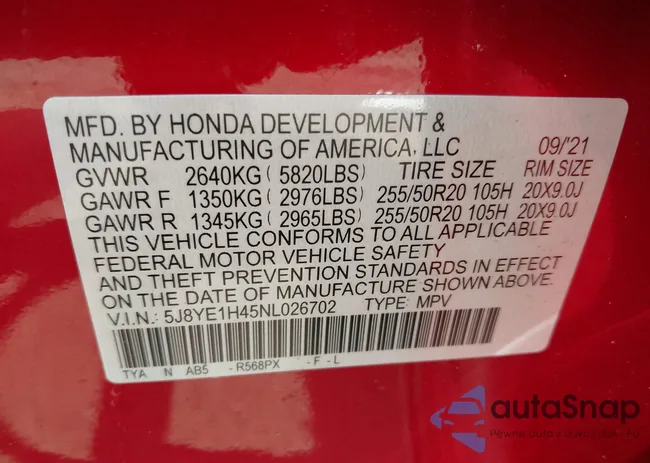 MFD. BY HONDA DEVELOPMENT &
MANUFACTURING OF AMERICA, LLC 09/'21
GVWR 2640KG ( 5820LBS) TIRE SIZE RIM SIZE
GAWR F 1350KG ( 2976LBS) 255/50R20 105H 20X9.0J
GAWR R 1345KG ( 2965LBS) 255/50R20 105H 20X9.0J
THIS VEHICLE CONFORMS TO ALL APPLICABLE
FEDERAL MOTOR VEHICLE SAFETY
AND THEFT PREVENTION STANDARDS IN EFFECT
ON THE DATE OF MANUFACTURE SHOWN ABOVE.
V.I.N.: 5J8YE1H45NL026702 TYPE: MPV
TYA N AB5 -R568PX -F-L
autaSnap
Pewne auta z